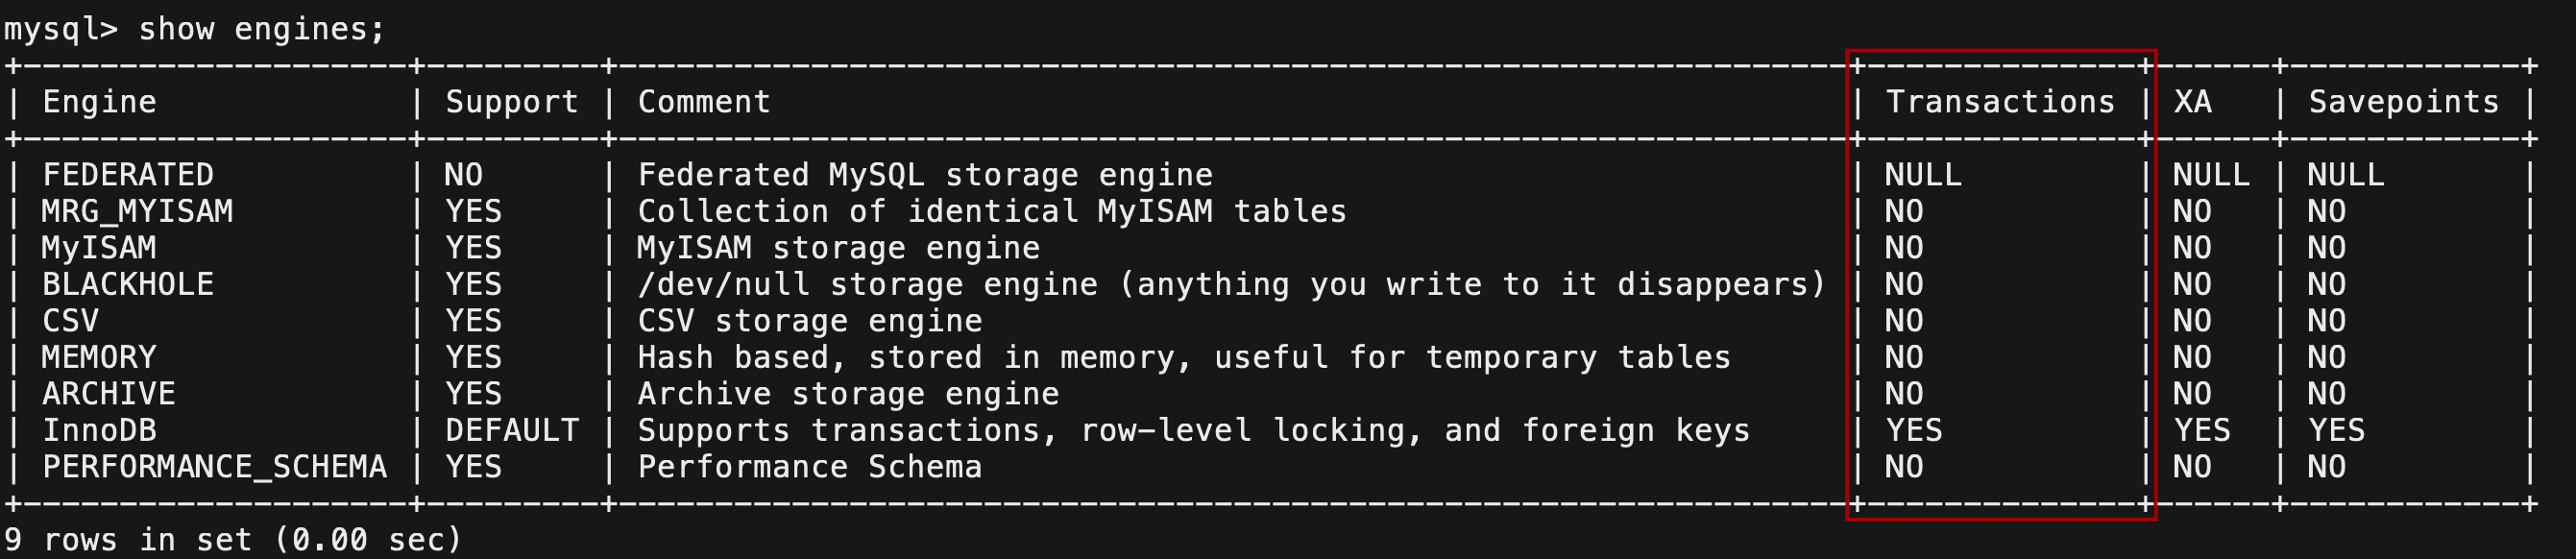 mysql> show engines;
+--------------------+---------+----------------------------------------------------------------+--------------+------+------------+
| Engine             | Support | Comment                                                        | Transactions | XA   | Savepoints |
+--------------------+---------+----------------------------------------------------------------+--------------+------+------------+
| FEDERATED          | NO      | Federated MySQL storage engine                                 | NULL         | NULL | NULL       |
| MRG_MYISAM         | YES     | Collection of identical MyISAM tables                          | NO           | NO   | NO         |
| MyISAM             | YES     | MyISAM storage engine                                          | NO           | NO   | NO         |
| BLACKHOLE          | YES     | /dev/null storage engine (anything you write to it disappears) | NO           | NO   | NO         |
| CSV                | YES     | CSV storage engine                                             | NO           | NO   | NO         |
| MEMORY             | YES     | Hash based, stored in memory, useful for temporary tables      | NO           | NO   | NO         |
| ARCHIVE            | YES     | Archive storage engine                                         | NO           | NO   | NO         |
| InnoDB             | DEFAULT | Supports transactions, row-level locking, and foreign keys     | YES          | YES  | YES        |
| PERFORMANCE_SCHEMA | YES     | Performance Schema                                             | NO           | NO   | NO         |
+--------------------+---------+----------------------------------------------------------------+--------------+------+------------+
9 rows in set (0.00 sec)